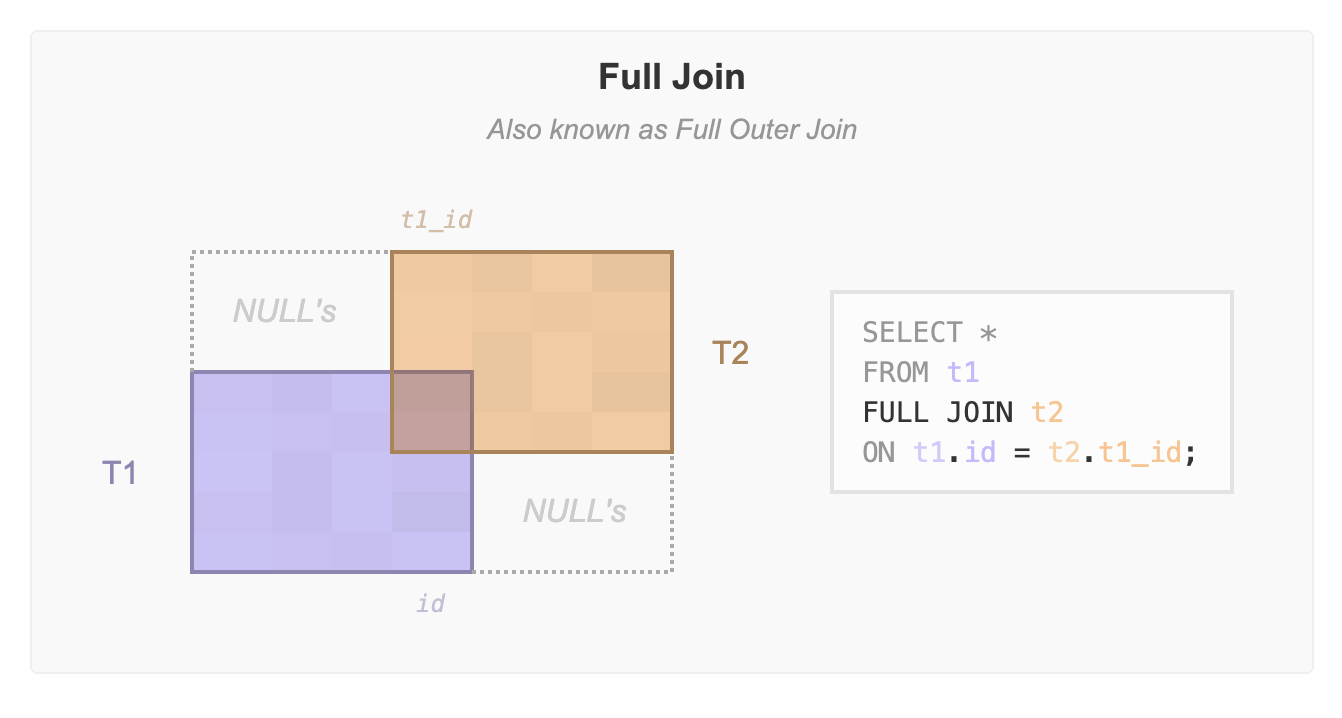 Full Join
Also known as Full Outer Join
t1_id
NULL's
T2
T1
NULL's
id
SELECT *
FROM t1
FULL JOIN t2
ON t1.id = t2.t1_id;